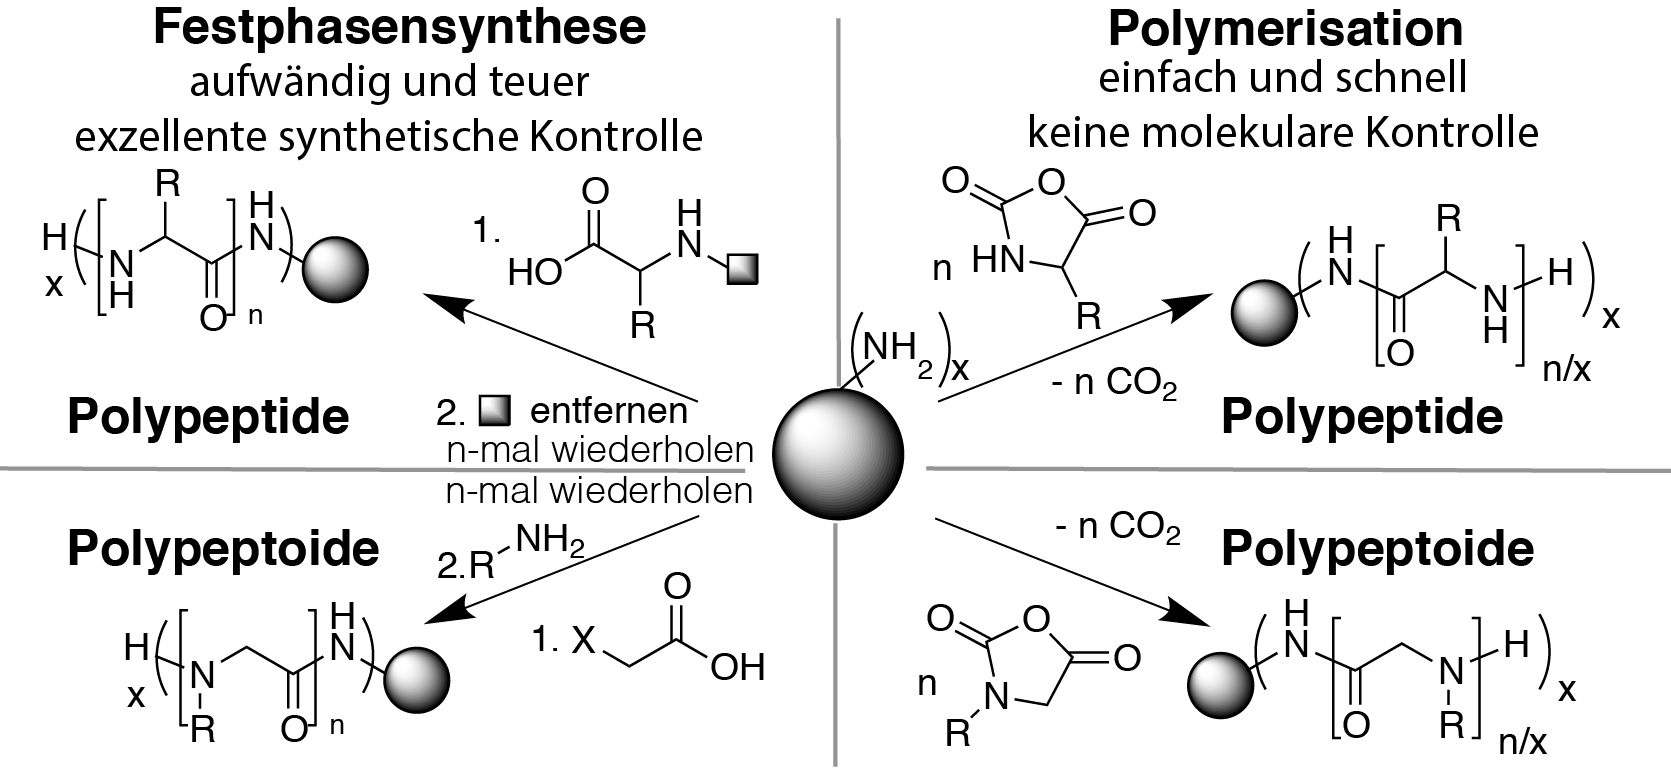 Festphasensynthese
aufwändig und teuer
exzellente synthetische Kontrolle
Polymerisation
einfach und schnell
keine molekulare Kontrolle
H
x
(
[
N
H
R
O
]
n
H
N
)
1.
O
HO
R
H
N
O
O
O
n
HN
R
(
H
N
[
O
R
N
H
]
n/x
H
)
x
(NH2)x
- n CO2
Polypeptide
2. entfernen
n-mal wiederholen
Polypeptide
n-mal wiederholen
Polypeptoide
2.R NH2
- n CO2
Polypeptoide
H
x
(
[
N
R
O
]
n
H
N
)
1. X
O
OH
O
O
O
n
N
R
(
H
N
[
O
N
R
]
n/x
H
)
x